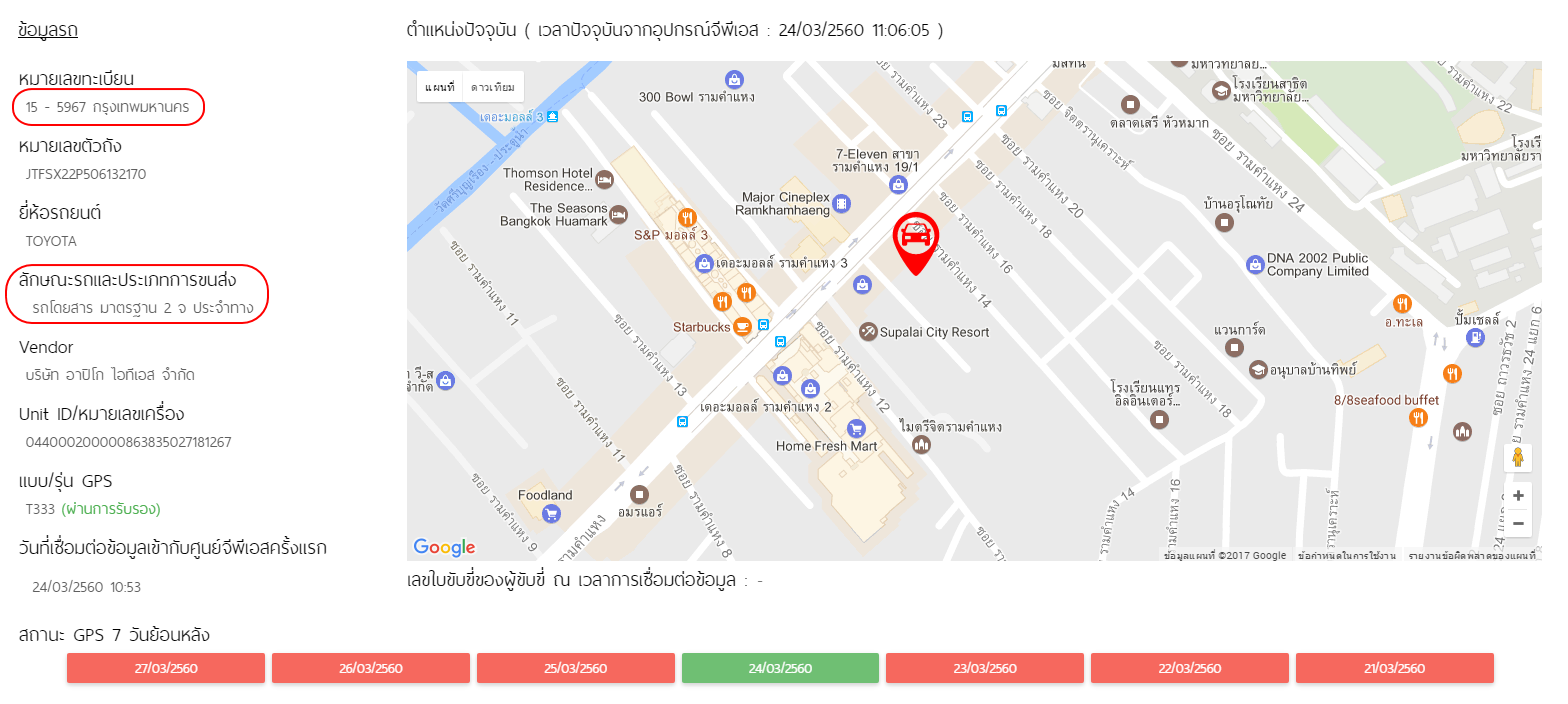 ข้อมูลรถ
หมายเลขทะเบียน
15 - 5967 กรุงเทพมหานคร
หมายเลขตัวถัง
JTFSX22P506132170
ยี่ห้อรถยนต์
TOYOTA
ลักษณะรถและประเภทการขนส่ง
รถโดยสาร มาตรฐาน 2 จ ประจำทาง
Vendor
บริษัท อาปิโก ไอทีเอส จำกัด
Unit ID/หมายเลขเครื่อง
044000200000863835027181267
แบบ/รุ่น GPS
T333 (ผ่านการรับรอง)
วันที่เชื่อมต่อข้อมูลเข้ากับศูนย์จีพีเอสครั้งแรก
24/03/2560 10:53
ตำแหน่งปัจจุบัน ( เวลาปัจจุบันจากอุปกรณ์จีพีเอส : 24/03/2560 11:06:05 )
แผนที่
ดาวเทียม
300 Bowl รามคำแหง
เดอะมอลล์ 3
วัดศรีบุญเรือง - ประตูน้ำ
ซอย รามคำแหง 23
มหาวิทยาลัย...
โรงเรียนสาธิต
มหาวิทยาลัย...
ซอย รามคำแหง 22
ตลาดเสรี หัวหมาก
ซอย จิตตรานุเคราะห์
ซอย รามคำแหง 24
โรงเรี
มหาวิทยาลัยรา
7-Eleven สาขา
รามคำแหง 19/1
Thomson Hotel
Residence...
The Seasons
Bangkok Huamark
Major Cineplex
Ramkhamhaeng
S&P มอลล์ 3
เดอะมอลล์ รามคำแหง 3
ซอย รามคำแหง 20
ซอย รามคำแหง 18
ซอย รามคำแหง 16
ซอย รามคำแหง 14
บ้านอรุโณทัย
DNA 2002 Public
Company Limited
Starbucks
Supalai City Resort
ซอย รามคำแหง 11
ซอย รามคำแหง 13
ซอย รามคำแหง 12
อ.ทะเล
ปั้มเชลล์
แวนการ์ด
อนุบาลบ้านทิพย์
ซอย ถาวรธวัช 2
ซอย รามคำแหง 24 แยก 6
โรงเรียนแทร
อิลอินเตอร์...
8/8seafood buffet
ซอย รามคำแหง 18
เดอะมอลล์ รามคำแหง 2
Home Fresh Mart
ไมตรีจิตรามคำแหง
ซอย รามคำแหง 11
ซอย รามคำแหง 9
ซอย รามคำแหง 8
Foodland
อมรแอร์
รามคำแหง 14
รามคำแหง 16
Google
ข้อมูลแผนที่ ©2017 Google
ข้อกำหนดในการใช้งาน
รายงานข้อผิดพลาดของแผนที่
เลขใบขับขี่ของผู้ขับขี่ ณ เวลาการเชื่อมต่อข้อมูล : -
สถานะ GPS 7 วันย้อนหลัง
27/03/2560
26/03/2560
25/03/2560
24/03/2560
23/03/2560
22/03/2560
21/03/2560